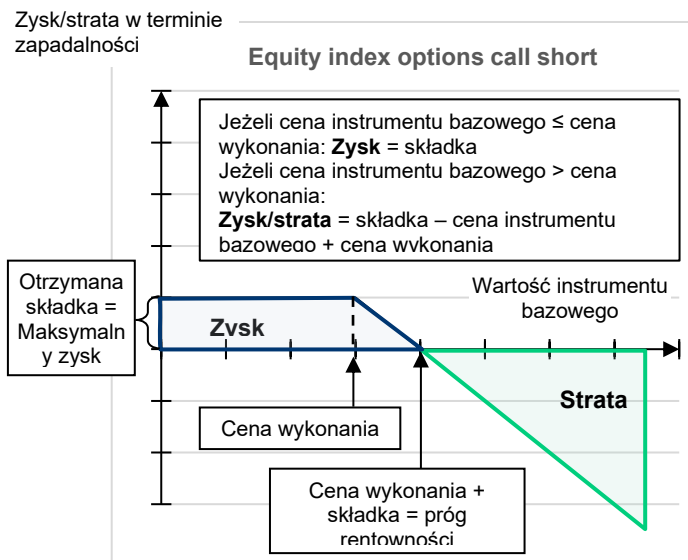 Zysk/strata w terminie
zapadalności
Equity index options call short
Jeżeli cena instrumentu bazowego ≤ cena
wykonania: Zysk = składka
Jeżeli cena instrumentu bazowego > cena
wykonania:
Zysk/strata = składka – cena instrumentu
bazowego + cena wykonania
Otrzymana
składka =
Maksymaln
y zysk
Wartość instrumentu
bazowego
Zysk
Strata
Cena wykonania
Cena wykonania +
składka = próg
rentowności